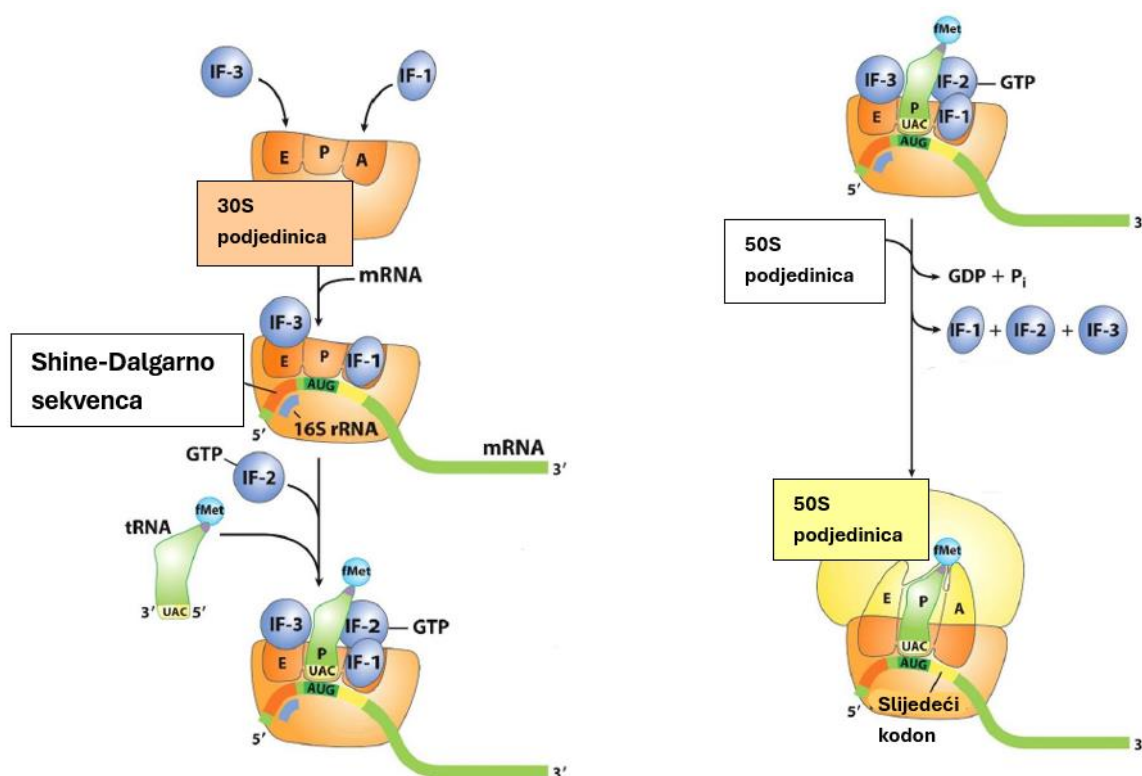 IF-3
IF-1
E P A
30S
podjedinica
mRNA
IF-3
E P IF-1
Shine-Dalgarno
sekvenca
AUG
5′
16S rRNA
mRNA
3′
GTP
IF-2
fMet
tRNA
3′ UAC 5′
fMet
IF-3
IF-2
GTP
E
P
IF-1
UAC
AUG
5′
3′
fMet
IF-3
IF-2
GTP
E
P
IF-1
UAC
AUG
5′
3
50S
podjedinica
GDP + Pi
IF-1 + IF-2 + IF-3
50S
podjedinica
fMet
E P A
UAC
AUG
5′
Slijedeći
kodon
3